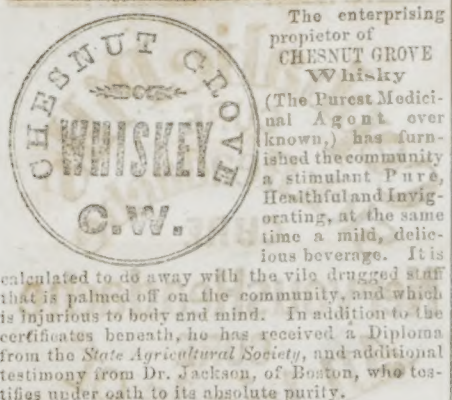 CHESNUT GROVE
WHISKEY
C.W.
The enterprising
propietor of
CHESNUT GROVE
Whisky
(The Purest Medici-
nal Agent ever
known,) has furn-
ished the community
a stimulant Pure,
Healthful and Invig-
orating, at the same
time a mild, delic-
ious beverage. It is
calculated to do away with the vile drugged stuff
that is palmed off on the community, and which
is injurious to body and mind. In addition to the
certificates beneath, he has received a Diploma
from the State Agricultural Society, and additional
testimony from Dr. Jackson, of Boston, who tes-
tifies under oath to its absolute purity.